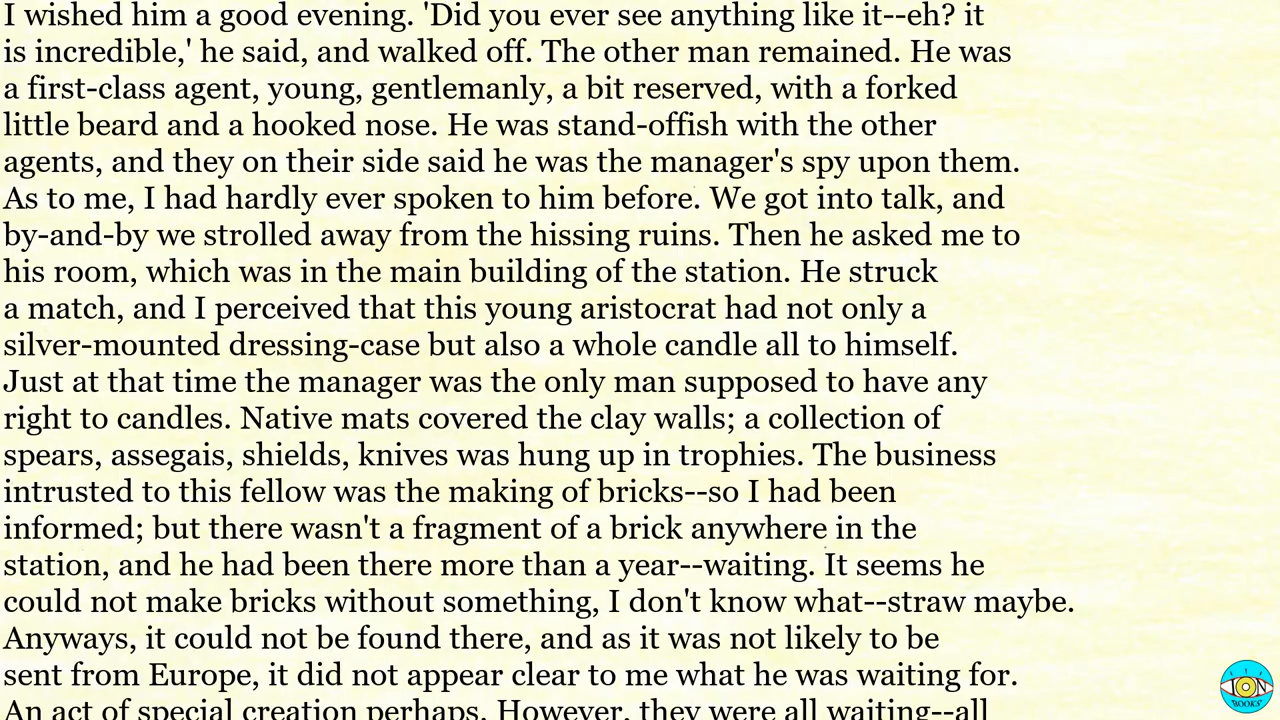 I wished him a good evening. 'Did you ever see anything like it--eh? it
is incredible,' he said, and walked off. The other man remained. He was
a first-class agent, young, gentlemanly, a bit reserved, with a forked
little beard and a hooked nose. He was stand-offish with the other
agents, and they on their side said he was the manager's spy upon them.
As to me, I had hardly ever spoken to him before. We got into talk, and
by-and-by we strolled away from the hissing ruins. Then he asked me to
his room, which was in the main building of the station. He struck
a match, and I perceived that this young aristocrat had not only a
silver-mounted dressing-case but also a whole candle all to himself.
Just at that time the manager was the only man supposed to have any
right to candles. Native mats covered the clay walls; a collection of
spears, assegais, shields, knives was hung up in trophies. The business
intrusted to this fellow was the making of bricks--so I had been
informed; but there wasn't a fragment of a brick anywhere in the
station, and he had been there more than a year--waiting. It seems he
could not make bricks without something, I don't know what--straw maybe.
Anyways, it could not be found there, and as it was not likely to be
sent from Europe, it did not appear clear to me what he was waiting for.
An act of special creation perhaps. However, they were all waiting--all
ION
BOOKS